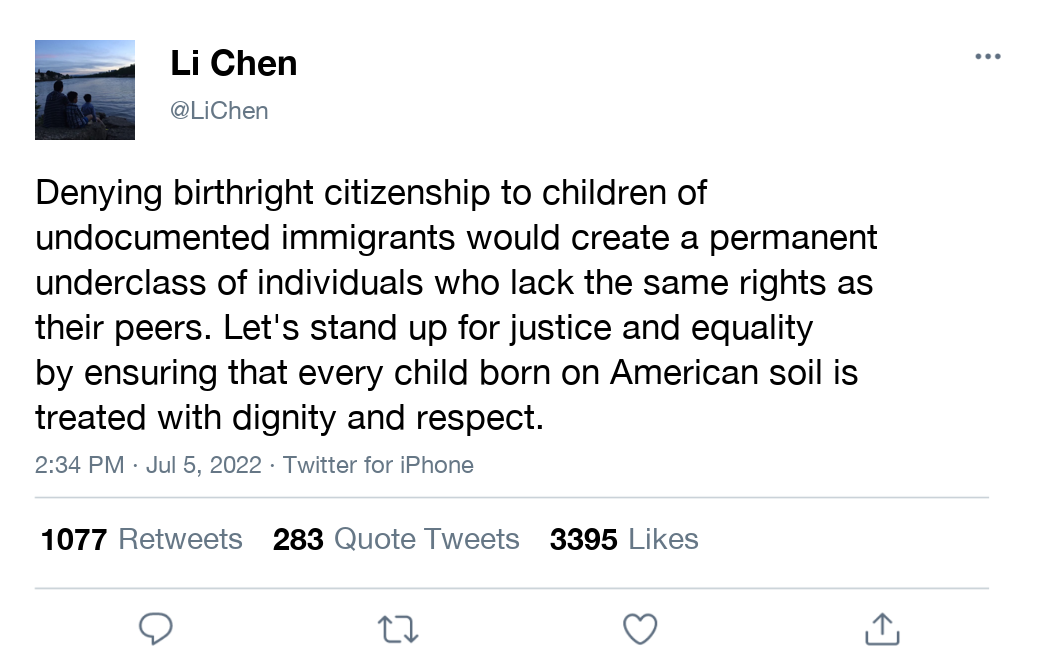 Li Chen
@LiChen
Denying birthright citizenship to children of
undocumented immigrants would create a permanent
underclass of individuals who lack the same rights as
their peers. Let's stand up for justice and equality
by ensuring that every child born on American soil is
treated with dignity and respect.
2:34 PM · Jul 5, 2022 · Twitter for iPhone
1077 Retweets 283 Quote Tweets 3395 Likes